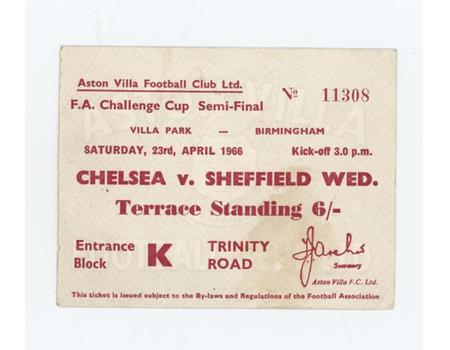 Aston Villa Football Club Ltd. Nº 11308
F.A. Challenge Cup Semi-Final
VILLA PARK — BIRMINGHAM
SATURDAY, 23rd, APRIL 1966 Kick-off 3.0 p.m.
CHELSEA v. SHEFFIELD WED.
Terrace Standing 6/-
Entrance Block K TRINITY ROAD
Secretary
Aston Villa F.C. Ltd.
This ticket is issued subject to the By-laws and Regulations of the Football Association